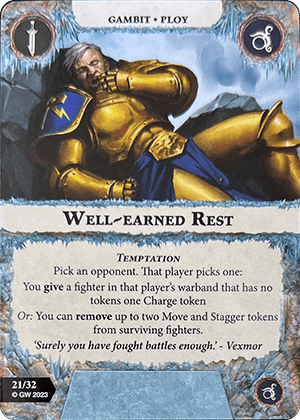 GAMBIT • PLOY
WELL-EARNED REST
TEMPTATION
Pick an opponent. That player picks one:
You give a fighter in that player's warband that has no
tokens one Charge token
Or: You can remove up to two Move and Stagger tokens
from surviving fighters.
'Surely you have fought battles enough.' - Vexmor
21/32
© GW 2023